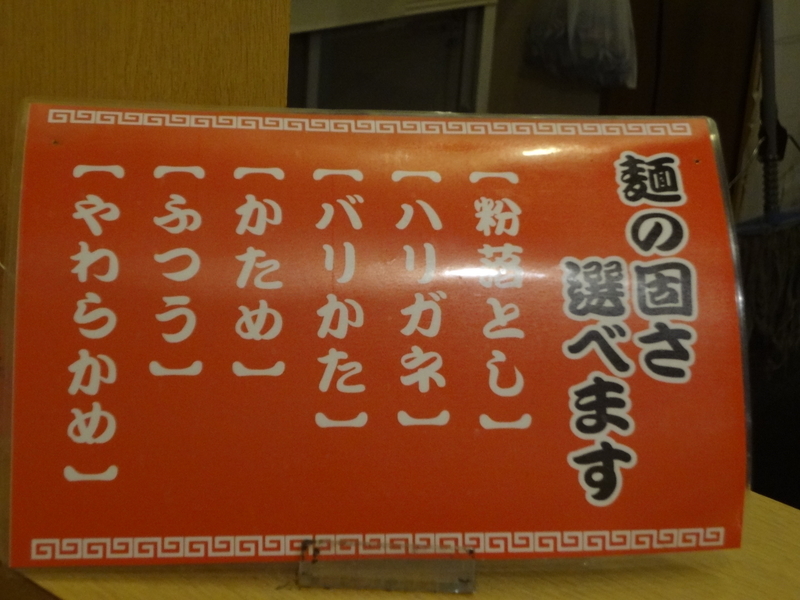 麺の固さ
選べます
【粉落とし】
【ハリガネ】
【バリかた】
【かため】
【ふつう】
【やわらかめ】